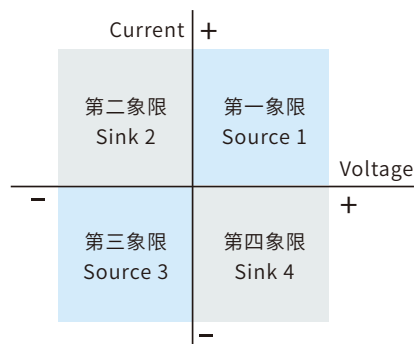 Current +
第二象限
Sink 2
第一象限
Source 1
Voltage
- +
第三象限
Source 3
第四象限
Sink 4
-